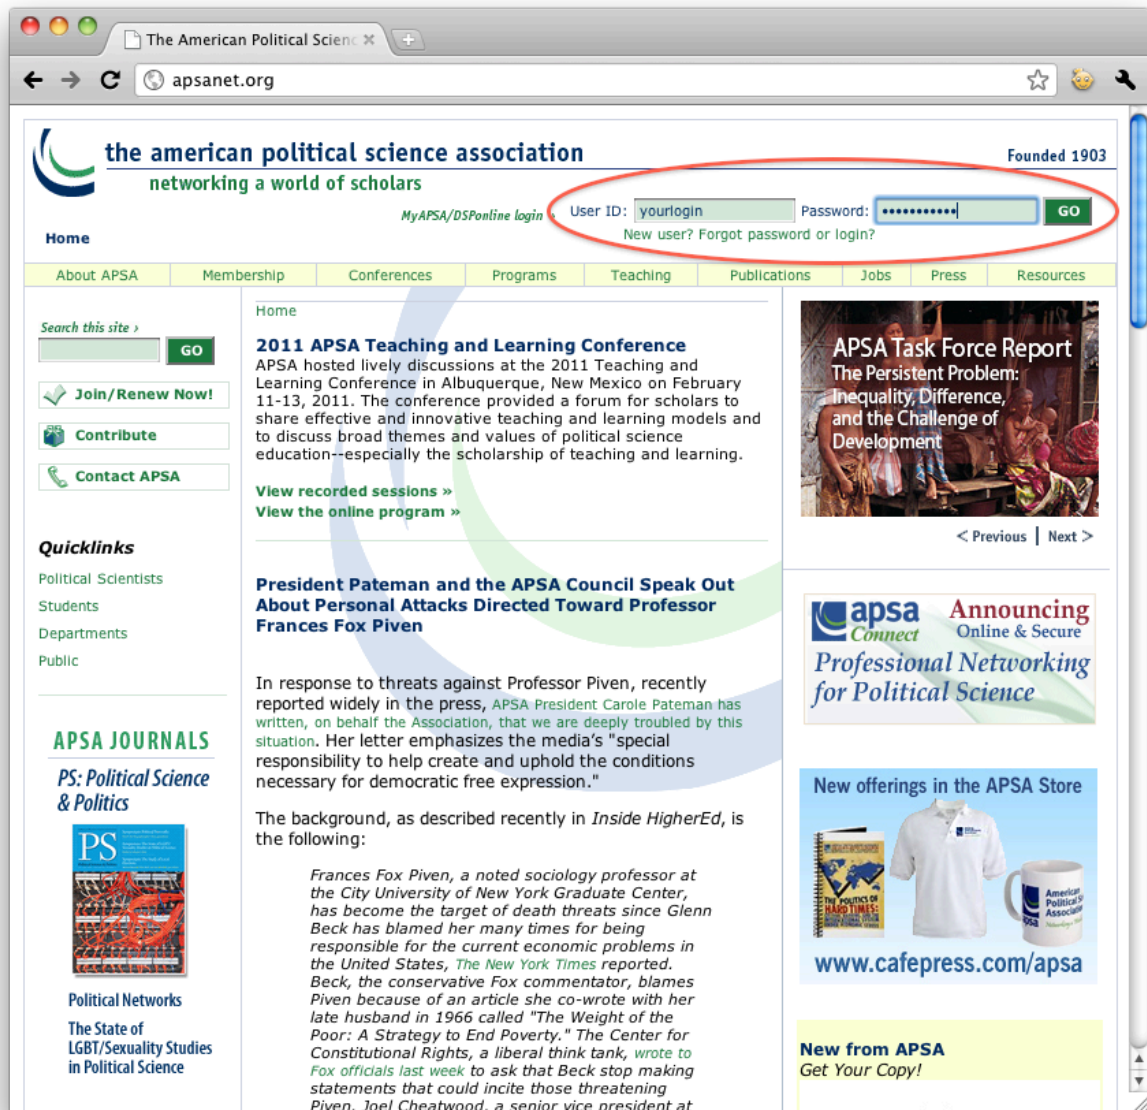 The American Political Scienc
apsanet.org
the american political science association
Founded 1903
networking a world of scholars
MyAPSA/DSPonline login ›
User ID: yourlogin Password: ••••••••••• GO
New user? Forgot password or login?
Home
About APSA Membership Conferences Programs Teaching Publications Jobs Press Resources
Search this site ›
GO
Join/Renew Now!
Contribute
Contact APSA
Quicklinks
Political Scientists
Students
Departments
Public
APSA JOURNALS
PS: Political Science
& Politics
PS
Political Networks
The State of
LGBT/Sexuality Studies
in Political Science
Home
2011 APSA Teaching and Learning Conference
APSA hosted lively discussions at the 2011 Teaching and
Learning Conference in Albuquerque, New Mexico on February
11-13, 2011. The conference provided a forum for scholars to
share effective and innovative teaching and learning models and
to discuss broad themes and values of political science
education--especially the scholarship of teaching and learning.
View recorded sessions »
View the online program »
President Pateman and the APSA Council Speak Out
About Personal Attacks Directed Toward Professor
Frances Fox Piven
In response to threats against Professor Piven, recently
reported widely in the press, APSA President Carole Pateman has
written, on behalf the Association, that we are deeply troubled by this
situation. Her letter emphasizes the media's "special
responsibility to help create and uphold the conditions
necessary for democratic free expression."
The background, as described recently in Inside HigherEd, is
the following:
Frances Fox Piven, a noted sociology professor at
the City University of New York Graduate Center,
has become the target of death threats since Glenn
Beck has blamed her many times for being
responsible for the current economic problems in
the United States, The New York Times reported.
Beck, the conservative Fox commentator, blames
Piven because of an article she co-wrote with her
late husband in 1966 called "The Weight of the
Poor: A Strategy to End Poverty." The Center for
Constitutional Rights, a liberal think tank, wrote to
Fox officials last week to ask that Beck stop making
statements that could incite those threatening
Piven. Joel Cheatwood, a senior vice president at
APSA Task Force Report
The Persistent Problem:
Inequality, Difference,
and the Challenge of
Development
< Previous | Next >
apsa Connect
Announcing
Online & Secure
Professional Networking
for Political Science
New offerings in the APSA Store
THE POLITICS OF
HARD TIMES:
American
Political
Associa
apsa
www.cafepress.com/apsa
New from APSA
Get Your Copy!